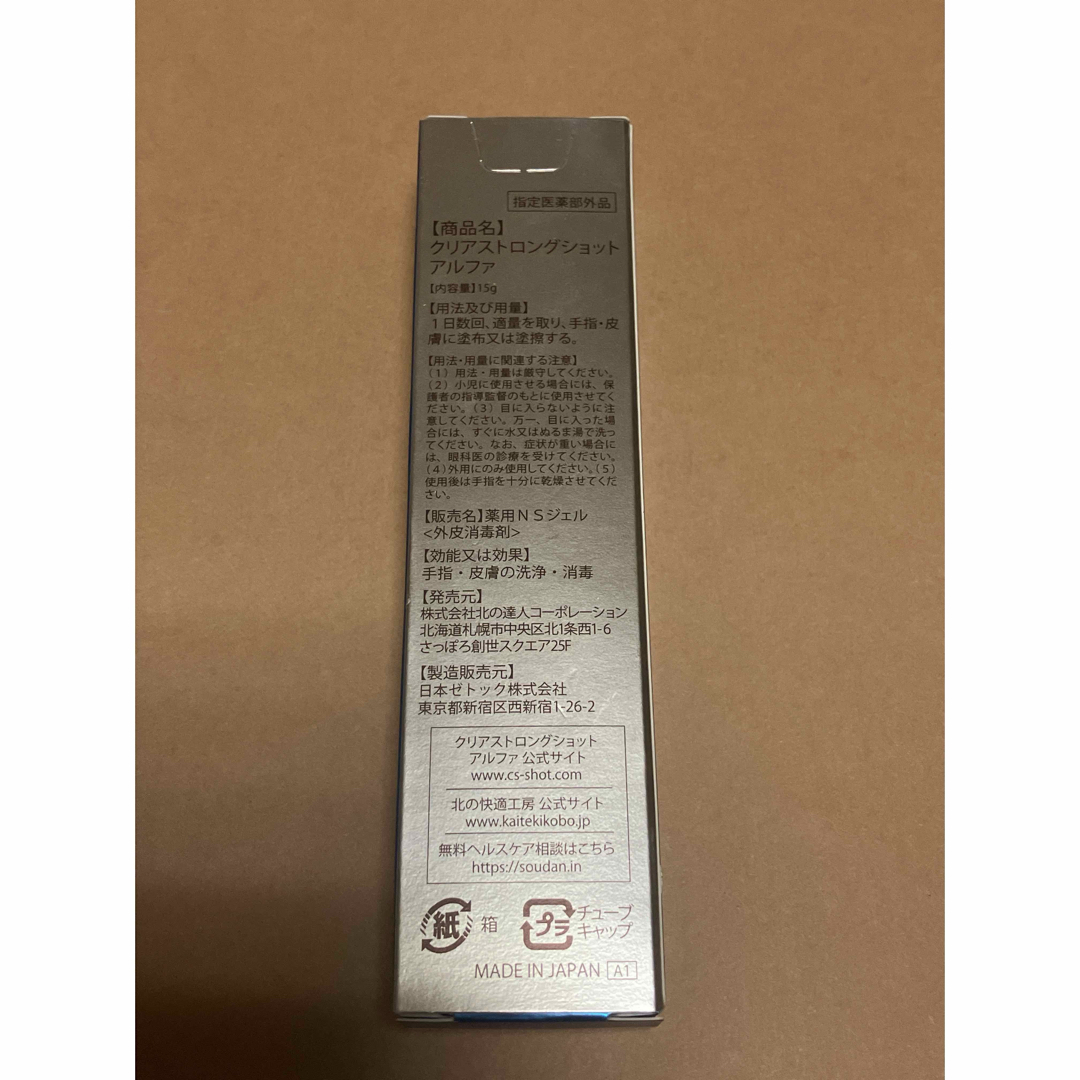 指定医薬部外品
【商品名】
クリアストロングショット
アルファ
【内容量】15g
【用法及び用量】
1日数回、適量を取り、手指・皮
膚に塗布又は塗擦する。
【用法・用量に関連する注意】
(1)用法・用量は厳守してください。
(2)小児に使用させる場合には、保
護者の指導監督のもとに使用させてく
ださい。(3)目に入らないように注
意してください。万一、目に入った場
合には、すぐに水又はぬるま湯で洗っ
てください。なお、症状が重い場合に
は、眼科医の診療を受けてください。
(4)外用にのみ使用してください。(5)
使用後は手指を十分に乾燥させてくだ
さい。
【販売名】薬用NSジェル
<外皮消毒剤>
【効能又は効果】
手指・皮膚の洗浄・消毒
【発売元】
株式会社北の達人コーポレーション
北海道札幌市中央区北1条西1-6
さっぽろ創世スクエア25F
【製造販売元】
日本ゼトック株式会社
東京都新宿区西新宿1-26-2
クリアストロングショット
アルファ 公式サイト
www.cs-shot.com
北の快適工房 公式サイト
www.kaitekikobo.jp
無料ヘルスケア相談はこちら
https://soudan.in
紙 箱
プラ チューブ
キャップ
MADE IN JAPAN A1